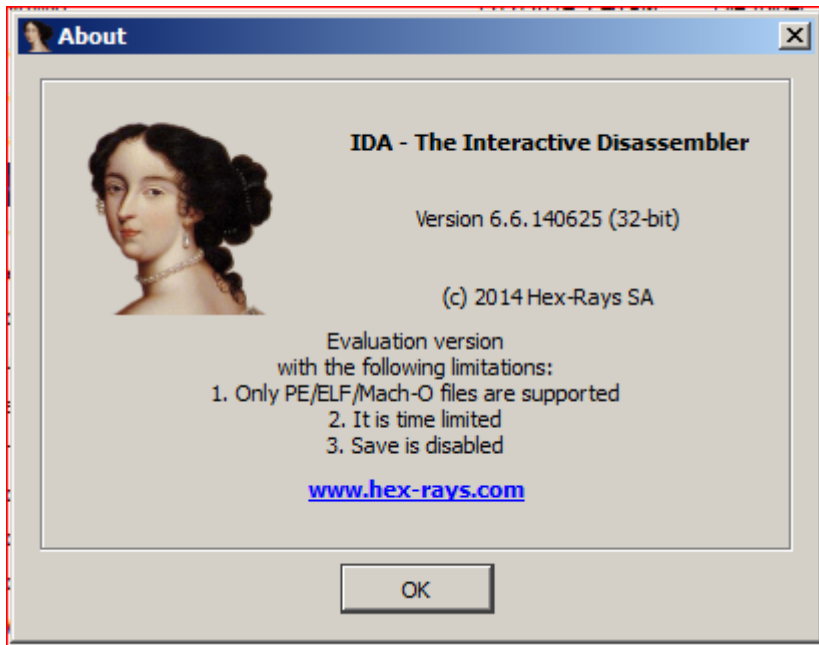 About
IDA - The Interactive Disassembler
Version 6.6.140625 (32-bit)
(c) 2014 Hex-Rays SA
Evaluation version
with the following limitations:
1. Only PE/ELF/Mach-O files are supported
2. It is time limited
3. Save is disabled
www.hex-rays.com
OK